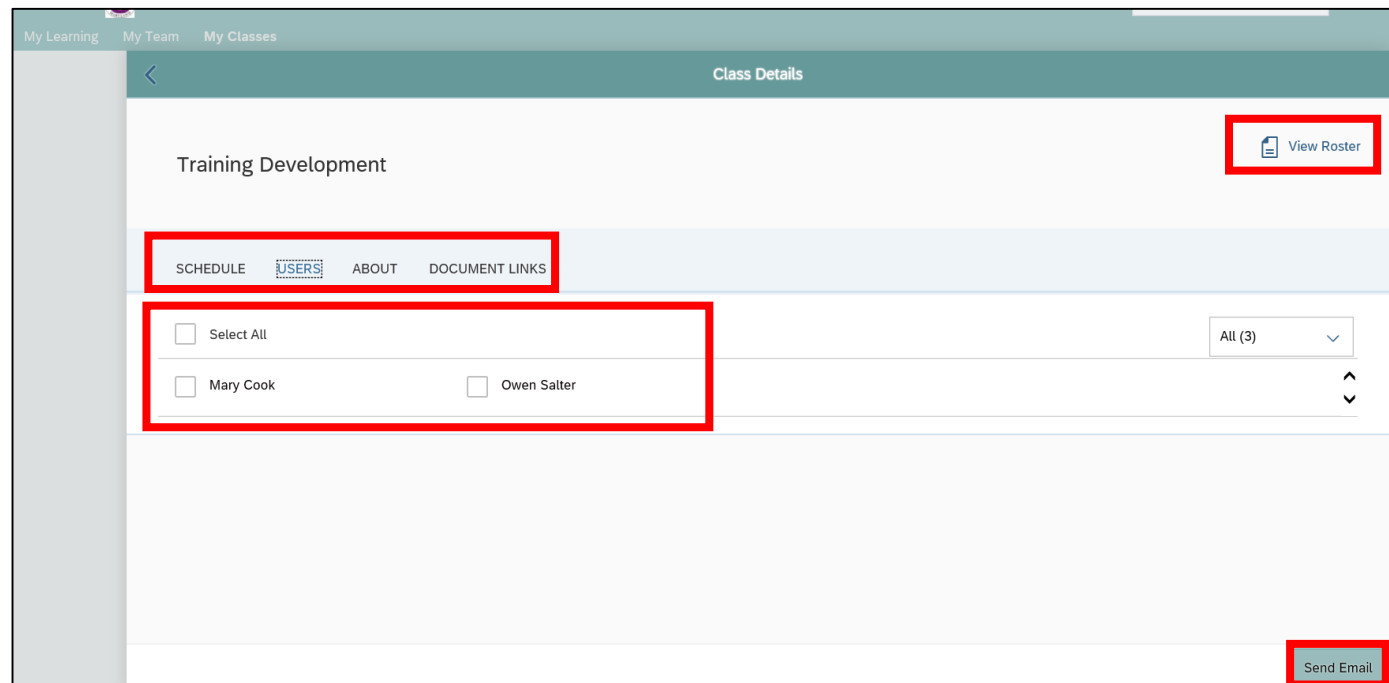 My Learning My Team My Classes
Class Details
View Roster
Training Development
SCHEDULE USERS ABOUT DOCUMENT LINKS
Select All All (3)
Mary Cook Owen Salter
Send Email